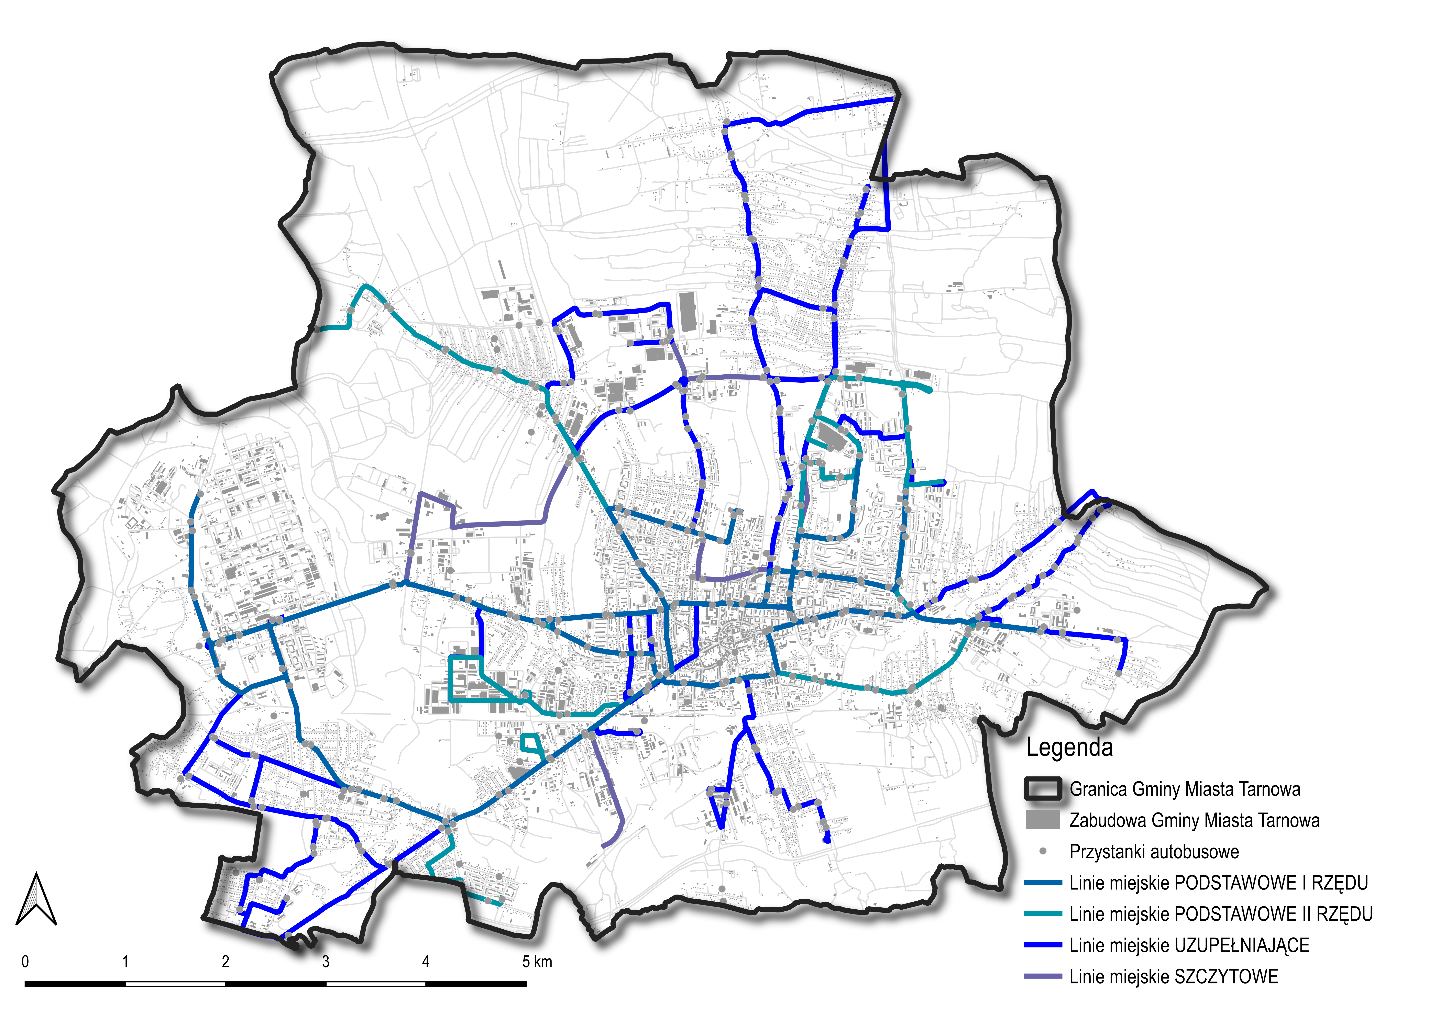 Legenda
Granica Gminy Miasta Tarnowa
Zabudowa Gminy Miasta Tarnowa
Przystanki autobusowe
Linie miejskie PODSTAWOWE I RZĘDU
Linie miejskie PODSTAWOWE II RZĘDU
Linie miejskie UZUPEŁNIAJĄCE
Linie miejskie SZCZYTOWE
0 1 2 3 4 5 km